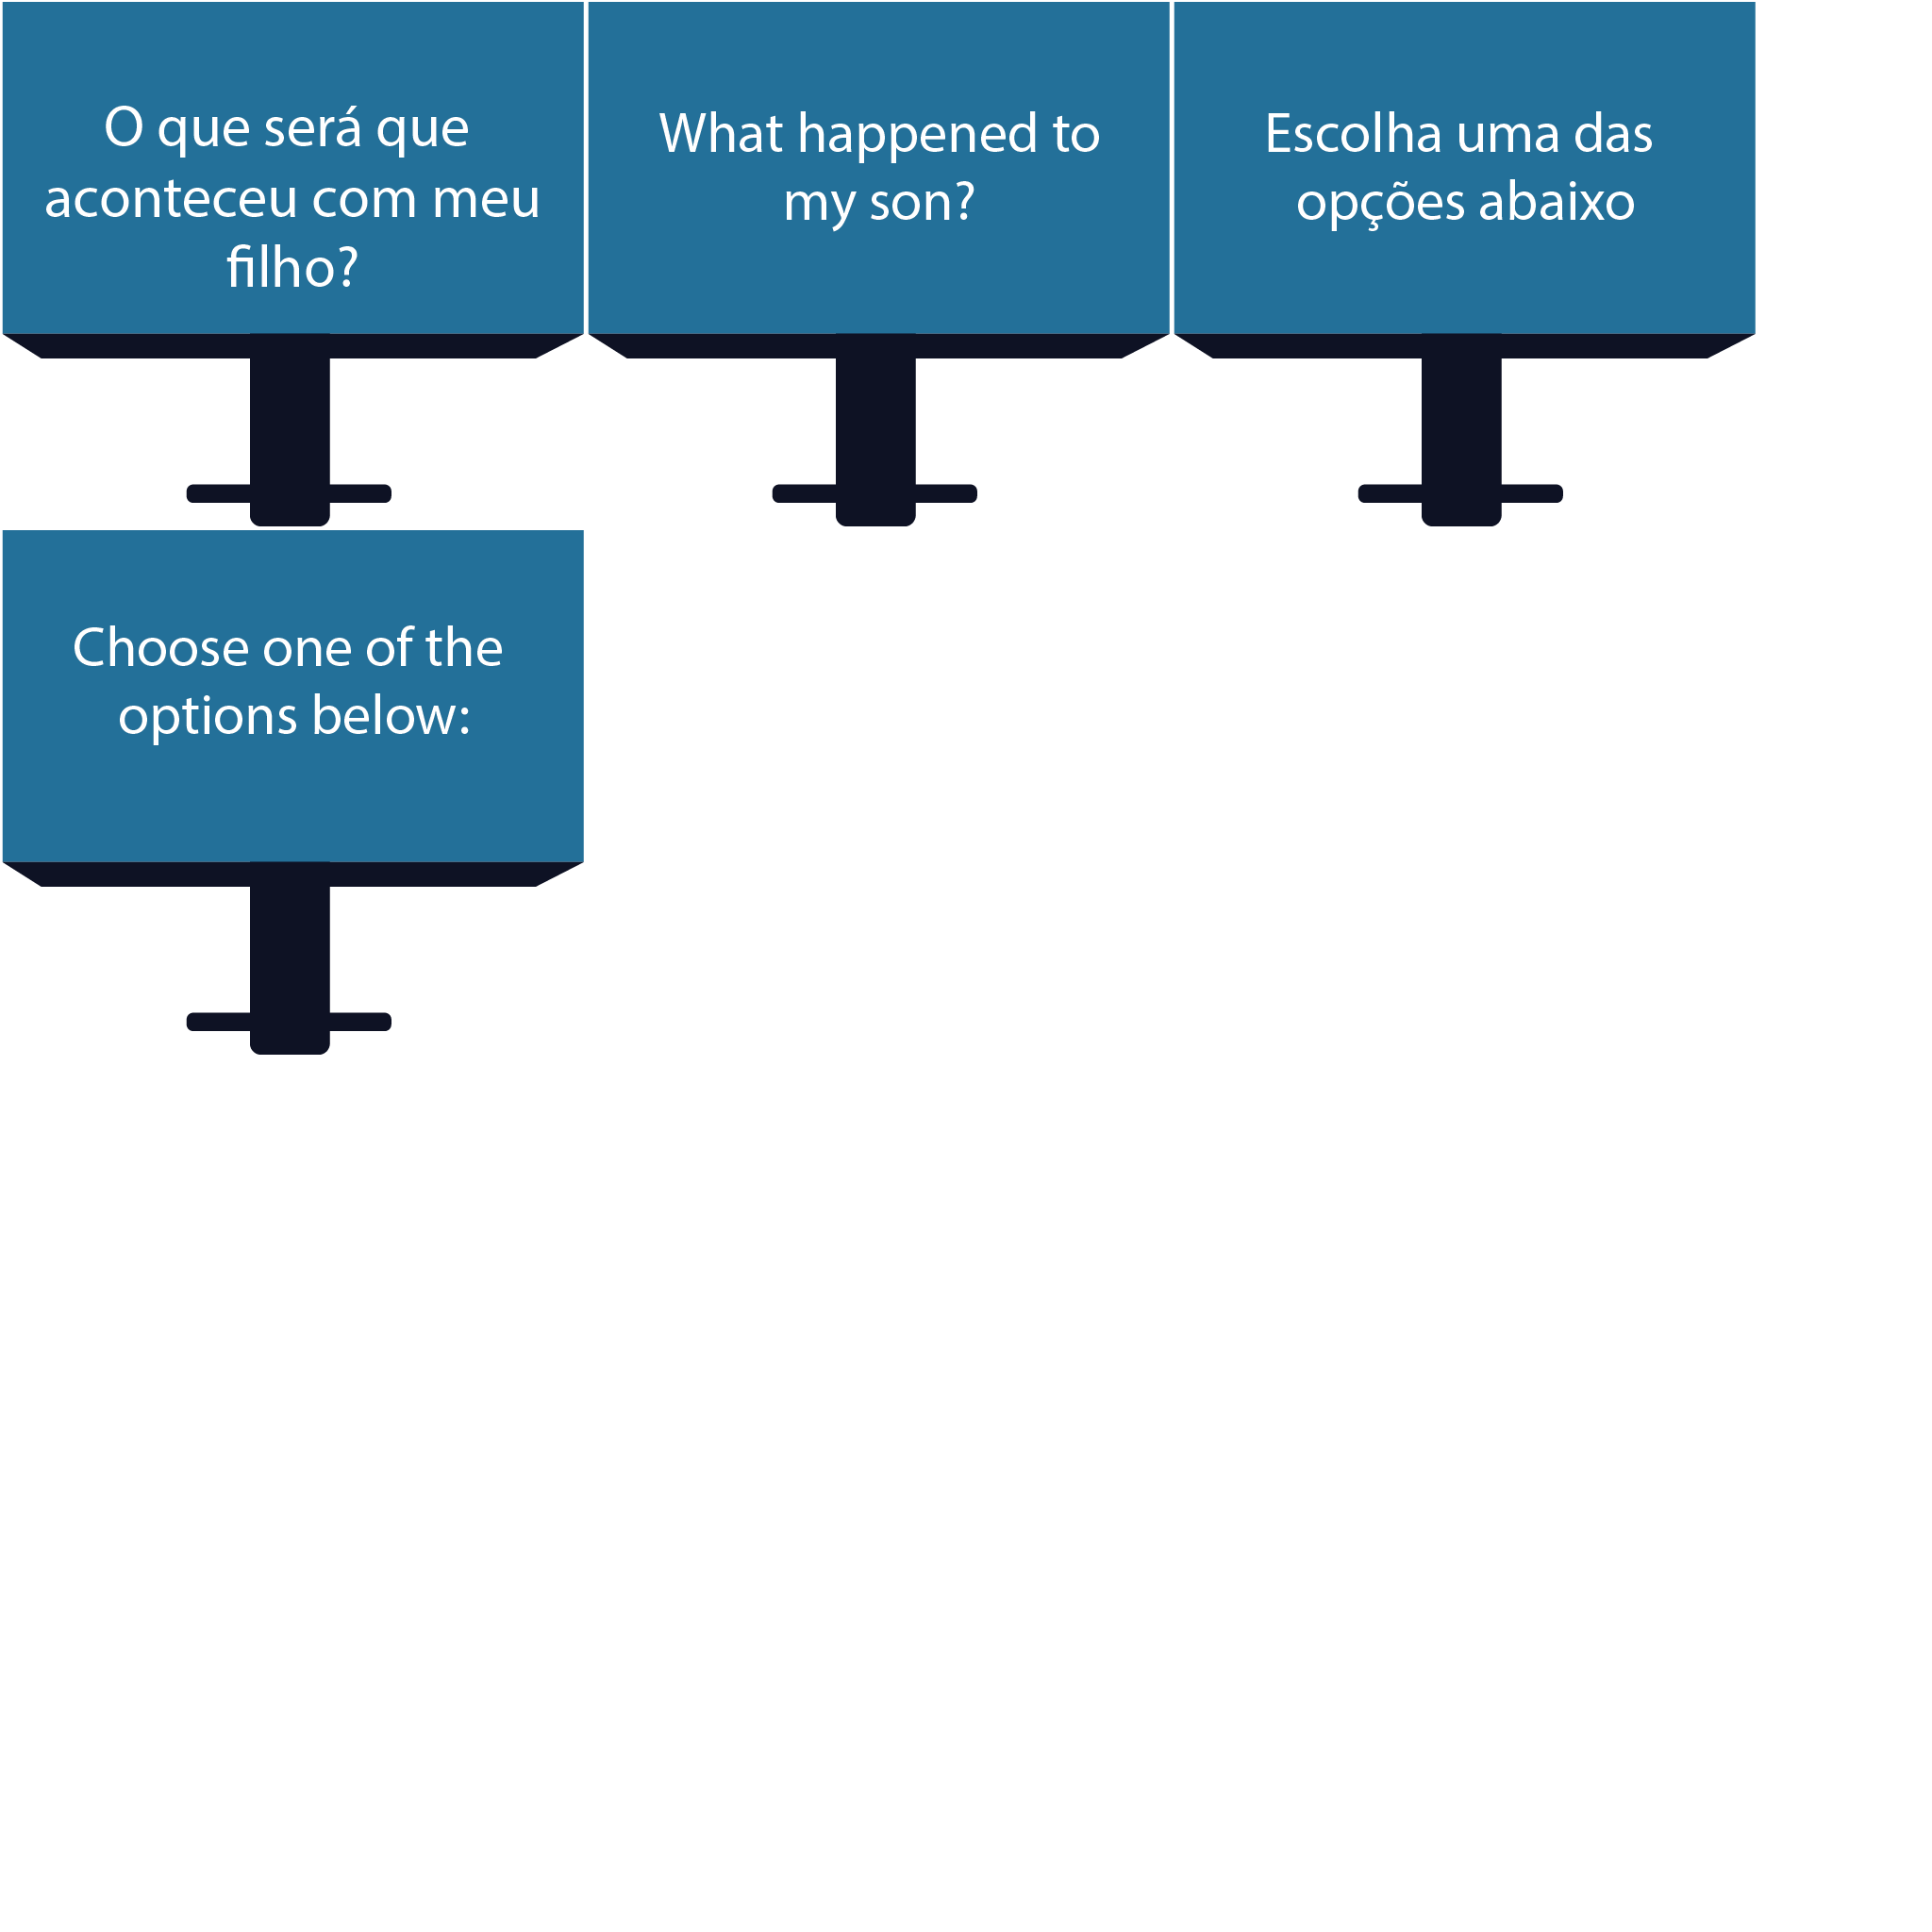 O que será que
aconteceu com meu
filho?
What happened to
my son?
Escolha uma das
opções abaixo
Choose one of the
options below: